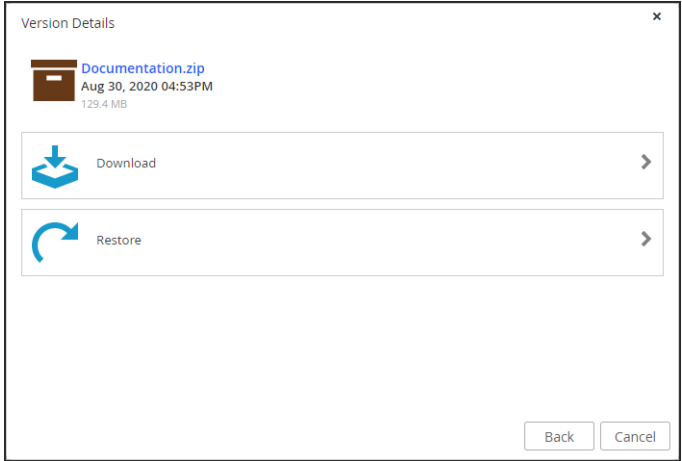 Version Details
×
Documentation.zip
Aug 30, 2020 04:53PM
129.4 MB
Download
Restore
Back
Cancel